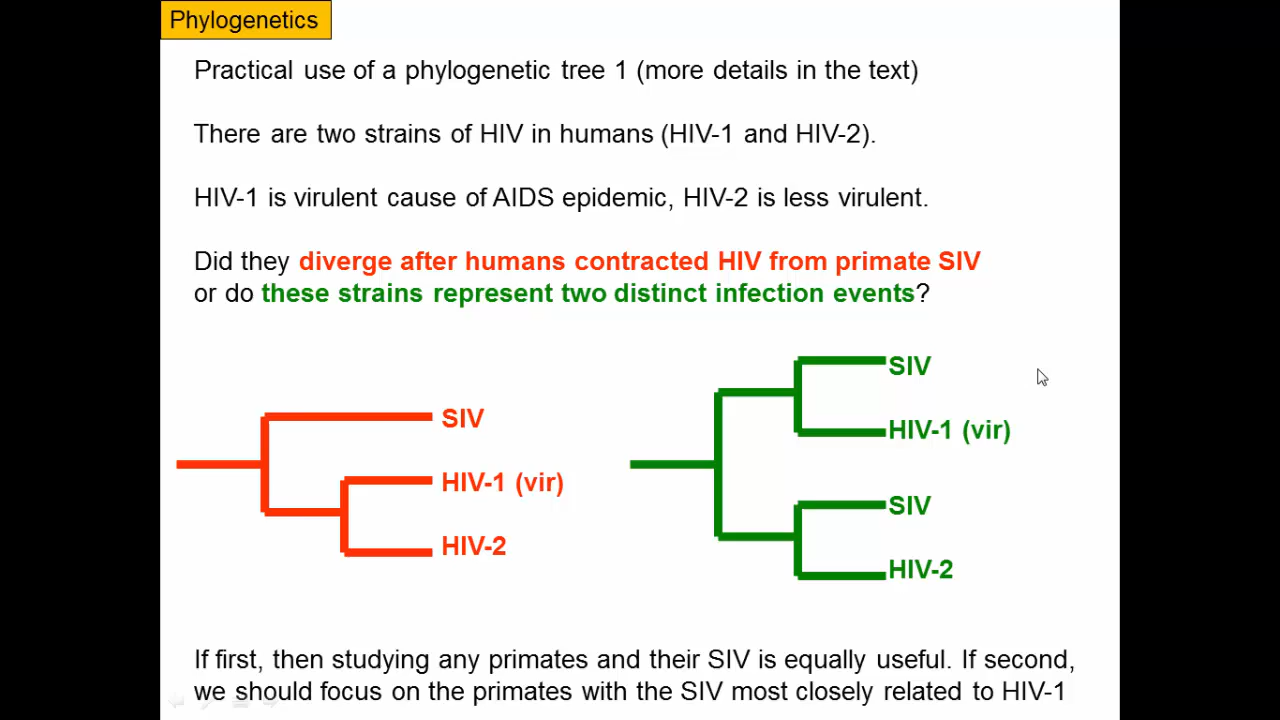 Phylogenetics
Practical use of a phylogenetic tree 1 (more details in the text)
There are two strains of HIV in humans (HIV-1 and HIV-2).
HIV-1 is virulent cause of AIDS epidemic, HIV-2 is less virulent.
Did they diverge after humans contracted HIV from primate SIV
or do these strains represent two distinct infection events?
SIV
HIV-1 (vir)
HIV-2
SIV
HIV-1 (vir)
SIV
HIV-2
If first, then studying any primates and their SIV is equally useful. If second,
we should focus on the primates with the SIV most closely related to HIV-1